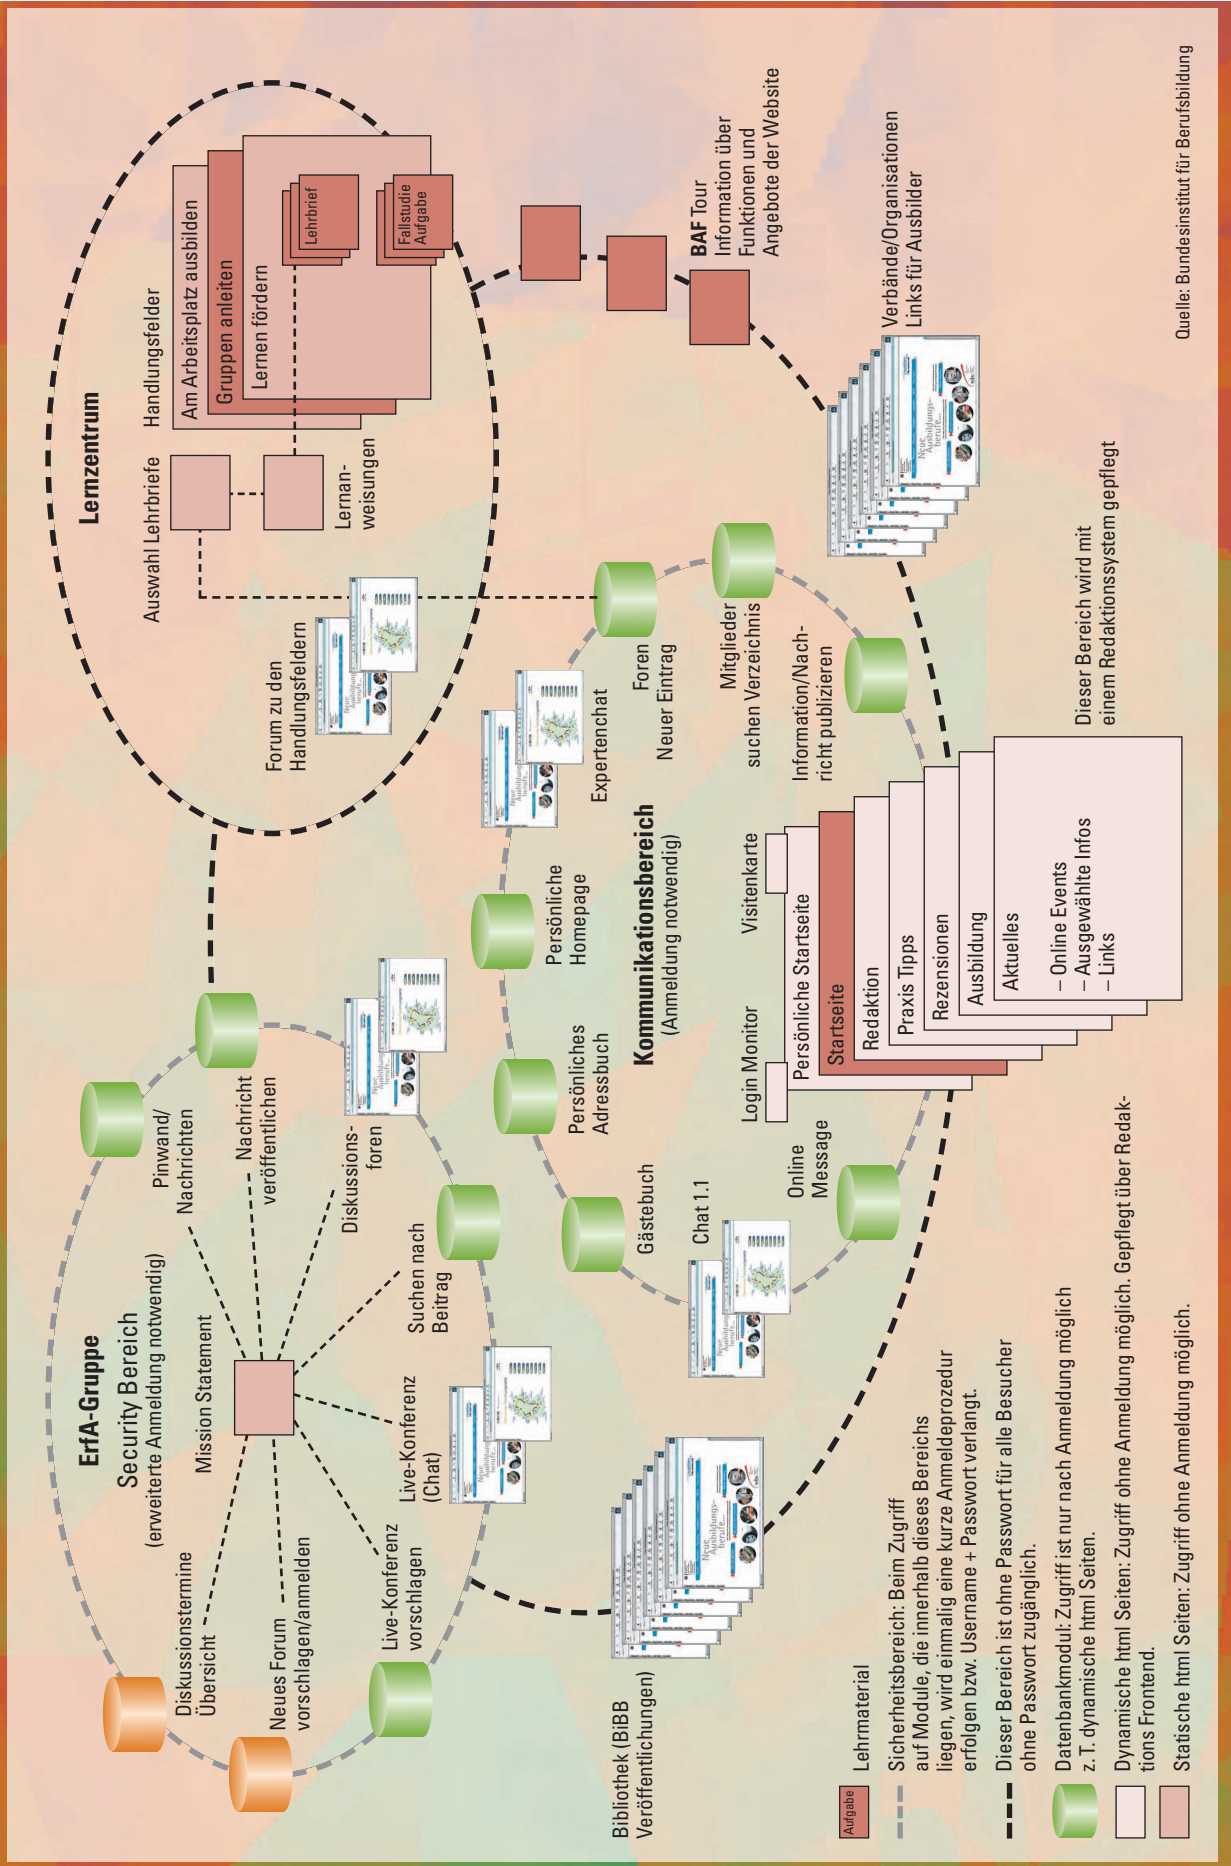 ErfA-Gruppe
Security Bereich
(erweiterte Anmeldung notwendig)
Mission Statement
Pinwand/
Nachrichten
Nachricht
veröffentlichen
Diskussions-
foren
Suchen nach
Beitrag
Live-Konferenz
(Chat)
Live-Konferenz
vorschlagen
Neues Forum
vorschlagen/anmelden
Diskussionstermine
Übersicht
Lernzentrum
Auswahl Lehrbriefe
Handlungsfelder
Am Arbeitsplatz ausbilden
Gruppen anleiten
Lernen fördern
Lehrbrief
Fallstudie
Aufgabe
Lernan-
weisungen
Forum zu den
Handlungsfeldern
BAF Tour
Information über
Funktionen und
Angebote der Website
Verbände/Organisationen
Links für Ausbilder
Neue
Ausbildungs-
berufe...
Kommunikationsbereich
(Anmeldung notwendig)
Expertenchat
Foren
Neuer Eintrag
Mitglieder
suchen Verzeichnis
Information/Nach-
richt publizieren
Persönliche
Homepage
Persönliches
Adressbuch
Gästebuch
Chat 1.1
Online
Message
Login Monitor
Visitenkarte
Persönliche Startseite
Startseite
Redaktion
Praxis Tipps
Rezensionen
Ausbildung
Aktuelles
– Online Events
– Ausgewählte Infos
– Links
Dieser Bereich wird mit
einem Redaktionssystem gepflegt
Bibliothek (BiBB
Veröffentlichungen)
Neue
Ausbildungs-
berufe...
Aufgabe
Lehrmaterial
Sicherheitsbereich: Beim Zugriff
auf Module, die innerhalb dieses Bereichs
liegen, wird einmalig eine kurze Anmeldeprozedur
erfolgen bzw. Username + Passwort verlangt.
Dieser Bereich ist ohne Passwort für alle Besucher
ohne Passwort zugänglich.
Datenbankmodul: Zugriff ist nur nach Anmeldung möglich
z.T. dynamische html Seiten.
Dynamische html Seiten: Zugriff ohne Anmeldung möglich. Gepflegt über Redak-
tions Frontend.
Statische html Seiten: Zugriff ohne Anmeldung möglich.
Quelle: Bundesinstitut für Berufsbildung